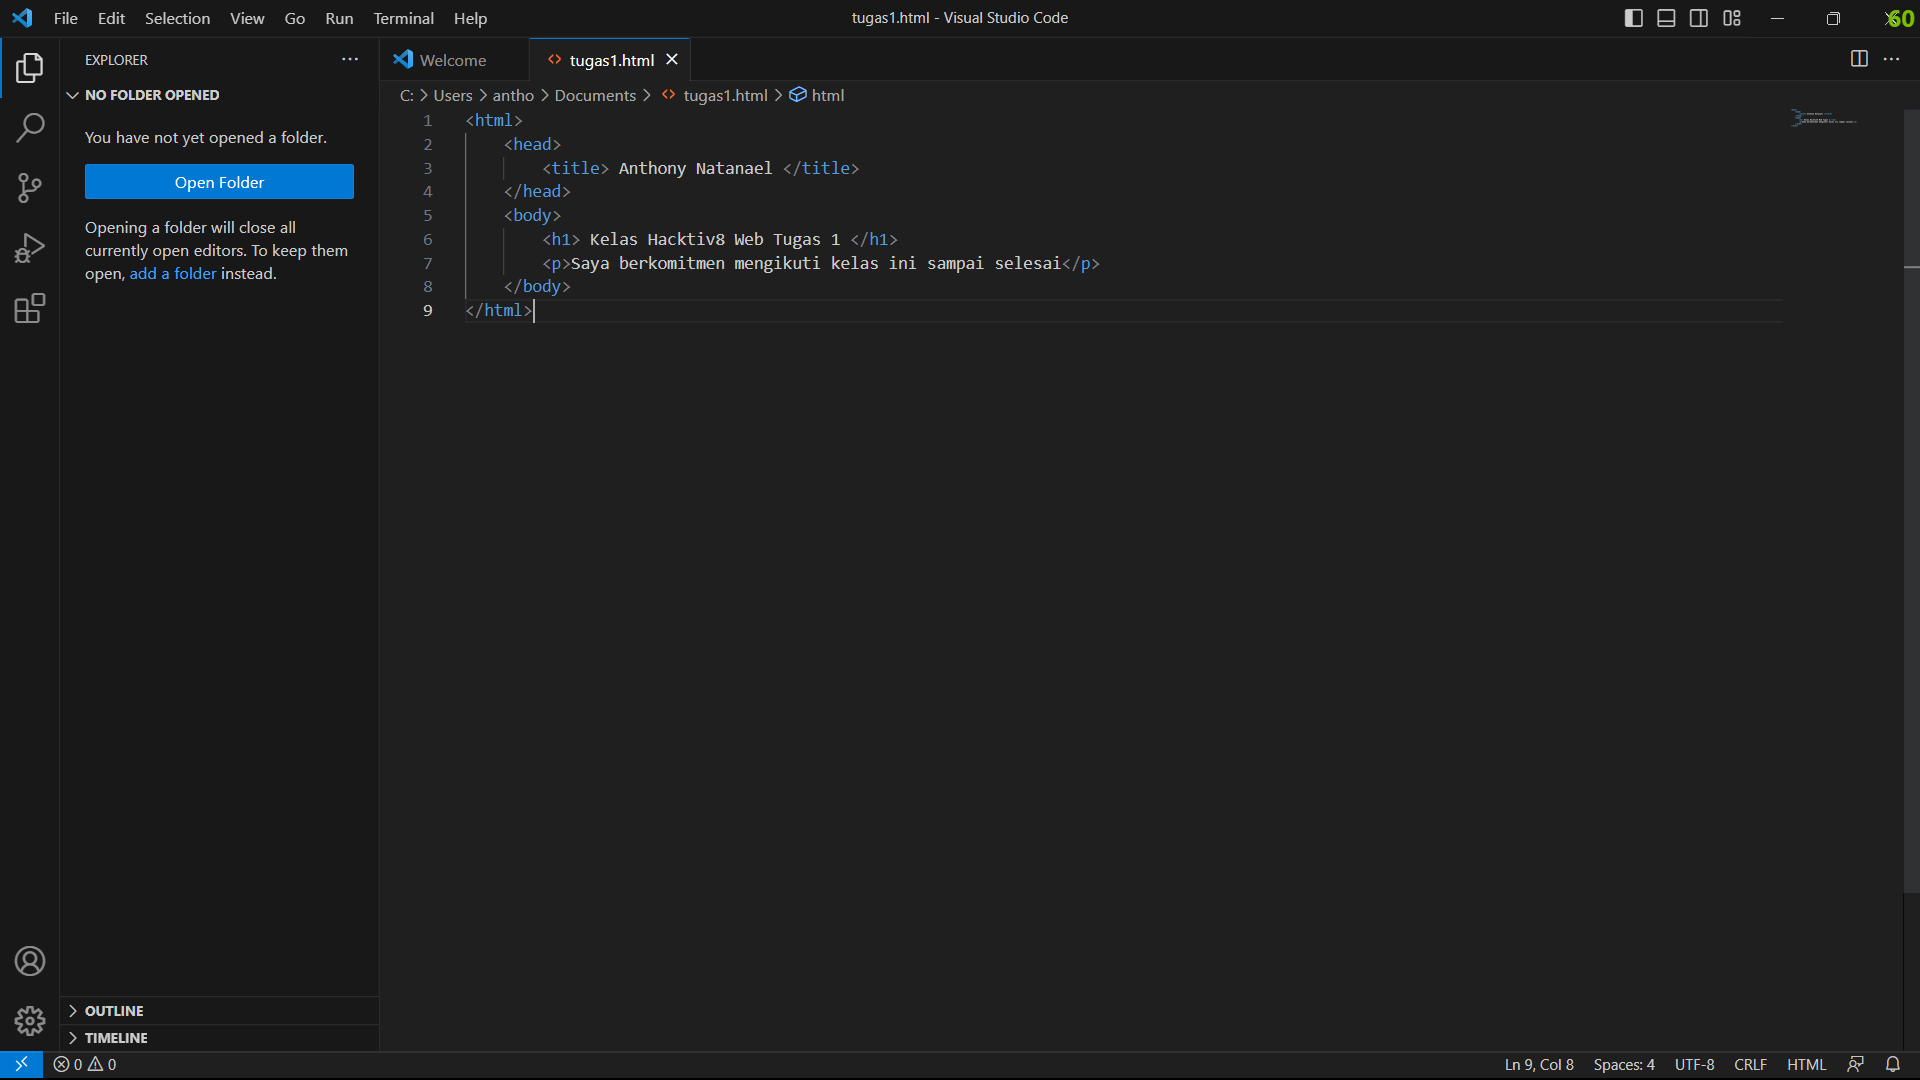 File Edit Selection View Go Run Terminal Help
tugas1.html - Visual Studio Code
60
EXPLORER
NO FOLDER OPENED
You have not yet opened a folder.
Open Folder
Opening a folder will close all
currently open editors. To keep them
open, add a folder instead.
OUTLINE
TIMELINE
Welcome
tugas1.html
C: > Users > antho > Documents > <> tugas1.html > html
1 <html>
2 <head>
3 <title> Anthony Natanael </title>
4 </head>
5 <body>
6 <h1> Kelas Hacktiv8 Web Tugas 1 </h1>
7 <p>Saya berkomitmen mengikuti kelas ini sampai selesai</p>
8 </body>
9 </html>
0 0
Ln 9, Col 8 Spaces: 4 UTF-8 CRLF HTML